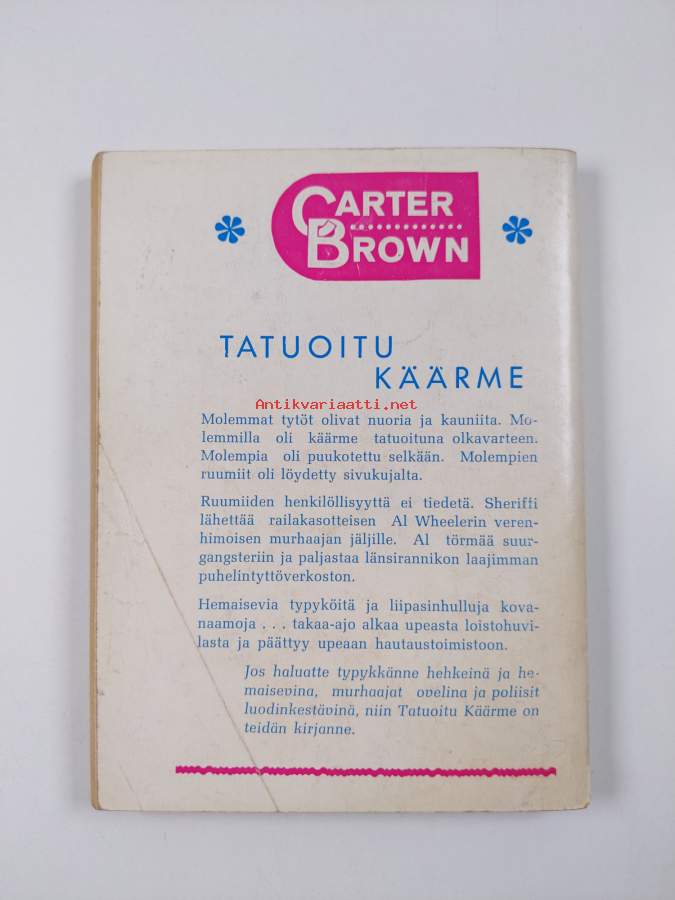 CARTER
BROWN
TATUOITU
KÄÄRME
Antikvariaatti.net
Molemmat tytöt olivat nuoria ja kauniita. Mo-
lemmilla oli käärme tatuoituna olkavarteen.
Molempia oli puukotettu selkään. Molempien
ruumiit oli löydetty sivukujalta.
Ruumiiden henkilöllisyyttä ei tiedetä. Sheriffi
lähettää railakasotteisen Al Wheelerin veren-
himoisen murhaajan jäljille. Al törmää suur-
gangsteriin ja paljastaa länsirannikon laajimman
puhelintyttöverkoston.
Hemaisevia typyköitä ja liipasinhulluja kova-
naamoja . . . takaa-ajo alkaa upeasta loistohuvi-
lasta ja päättyy upeaan hautaustoimistoon.
Jos haluatte typykkänne hehkeinä ja he-
maisevina, murhaajat ovelina ja poliisit
luodinkestävinä, niin Tatuoitu Käärme on
teidän kirjanne.